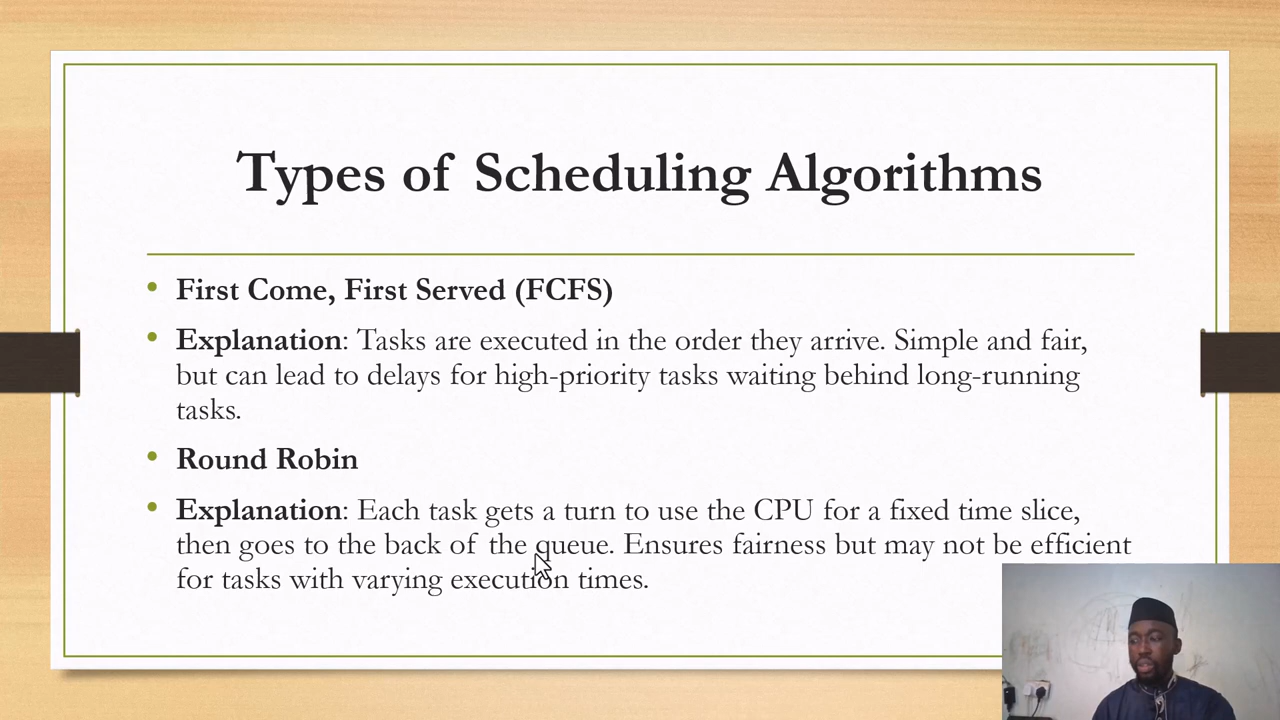 Types of Scheduling Algorithms
• First Come, First Served (FCFS)
• Explanation: Tasks are executed in the order they arrive. Simple and fair,
but can lead to delays for high-priority tasks waiting behind long-running
tasks.
• Round Robin
• Explanation: Each task gets a turn to use the CPU for a fixed time slice,
then goes to the back of the queue. Ensures fairness but may not be efficient
for tasks with varying execution times.